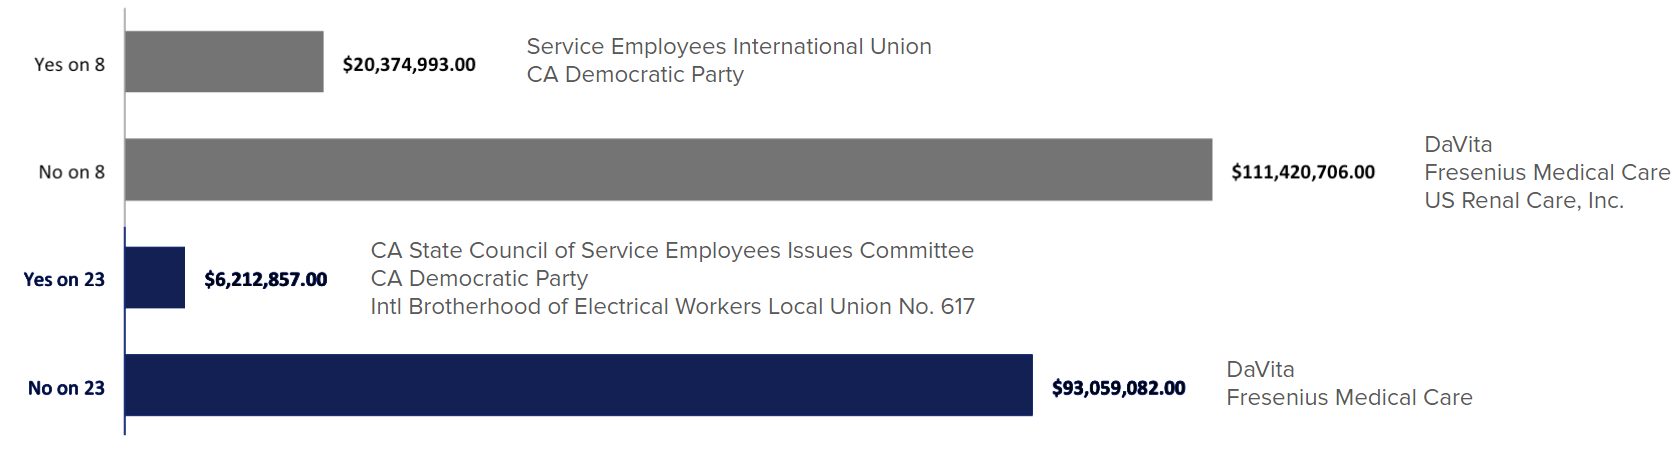 Yes on 8
$20,374,993.00
Service Employees International Union
CA Democratic Party
No on 8
$111,420,706.00
DaVita
Fresenius Medical Care
US Renal Care, Inc.
Yes on 23
$6,212,857.00
CA State Council of Service Employees Issues Committee
CA Democratic Party
Intl Brotherhood of Electrical Workers Local Union No. 617
No on 23
$93,059,082.00
DaVita
Fresenius Medical Care